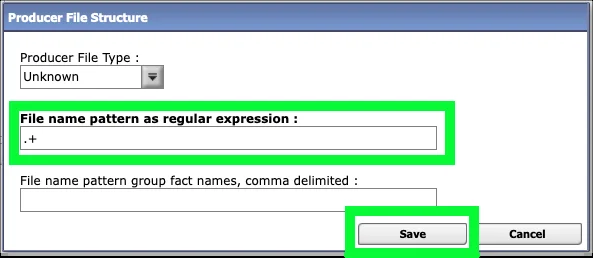 Producer File Structure
Producer File Type :
Unknown
File name pattern as regular expression :
.+
File name pattern group fact names, comma delimited :
Save Cancel